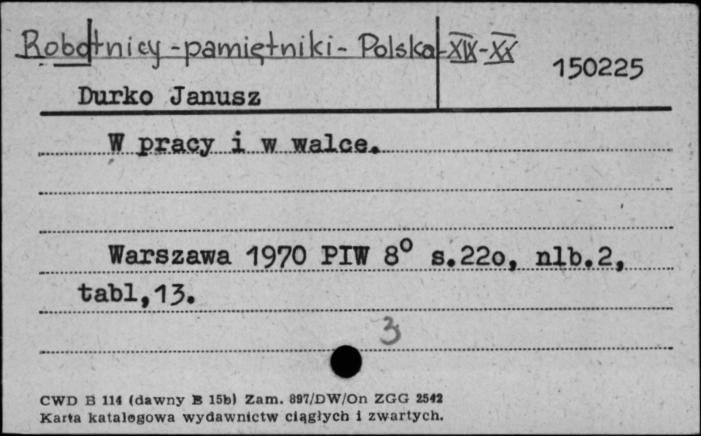 Robotnicy-pamiętniki-Polska-XIX-XX
150225
Durko Janusz
W pracy i w walce.
Warszawa 1970 PIW 8° s.22o, nlb.2,
tabl,13.
3
CWD B 114 (dawny B 15b) Zam. 897/DW/On ZGG 2542
Karta katalogowa wydawnictw ciągłych i zwartych.